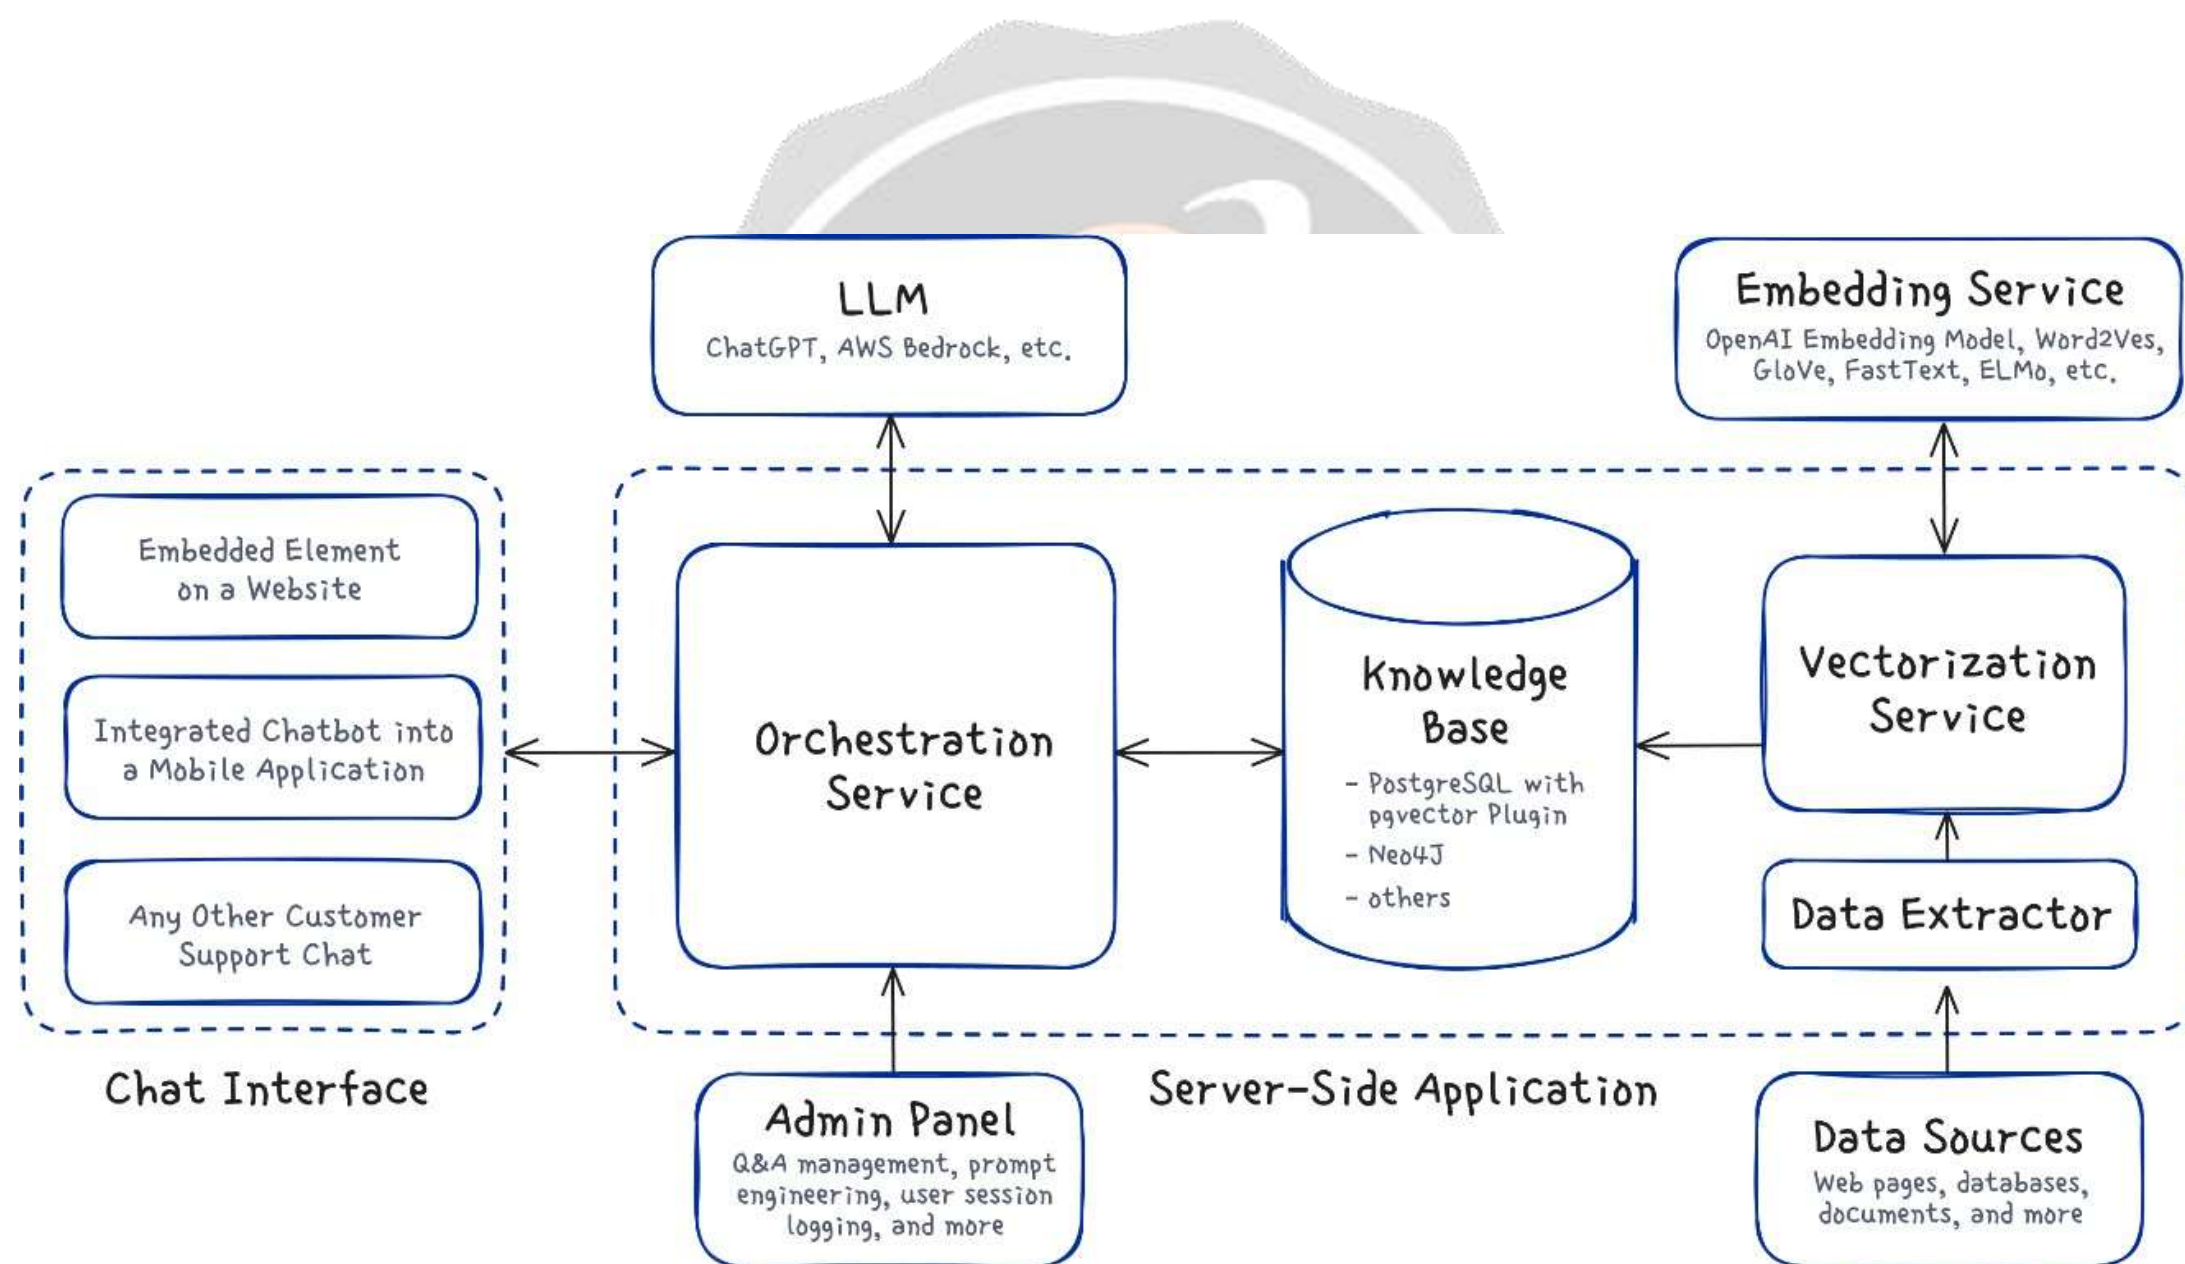 LLM
ChatGPT, AWS Bedrock, etc.
Embedding Service
OpenAI Embedding Model, Word2Ves,
GloVe, FastText, ELMo, etc.
Embedded Element
on a Website
Integrated Chatbot into
a Mobile Application
Any Other Customer
Support Chat
Chat Interface
Orchestration
Service
Knowledge
Base
- PostgreSQL with
pgvector Plugin
- Neo4J
- others
Vectorization
Service
Data Extractor
Server-Side Application
Admin Panel
Q&A management, prompt
engineering, user session
logging, and more
Data Sources
Web pages, databases,
documents, and more